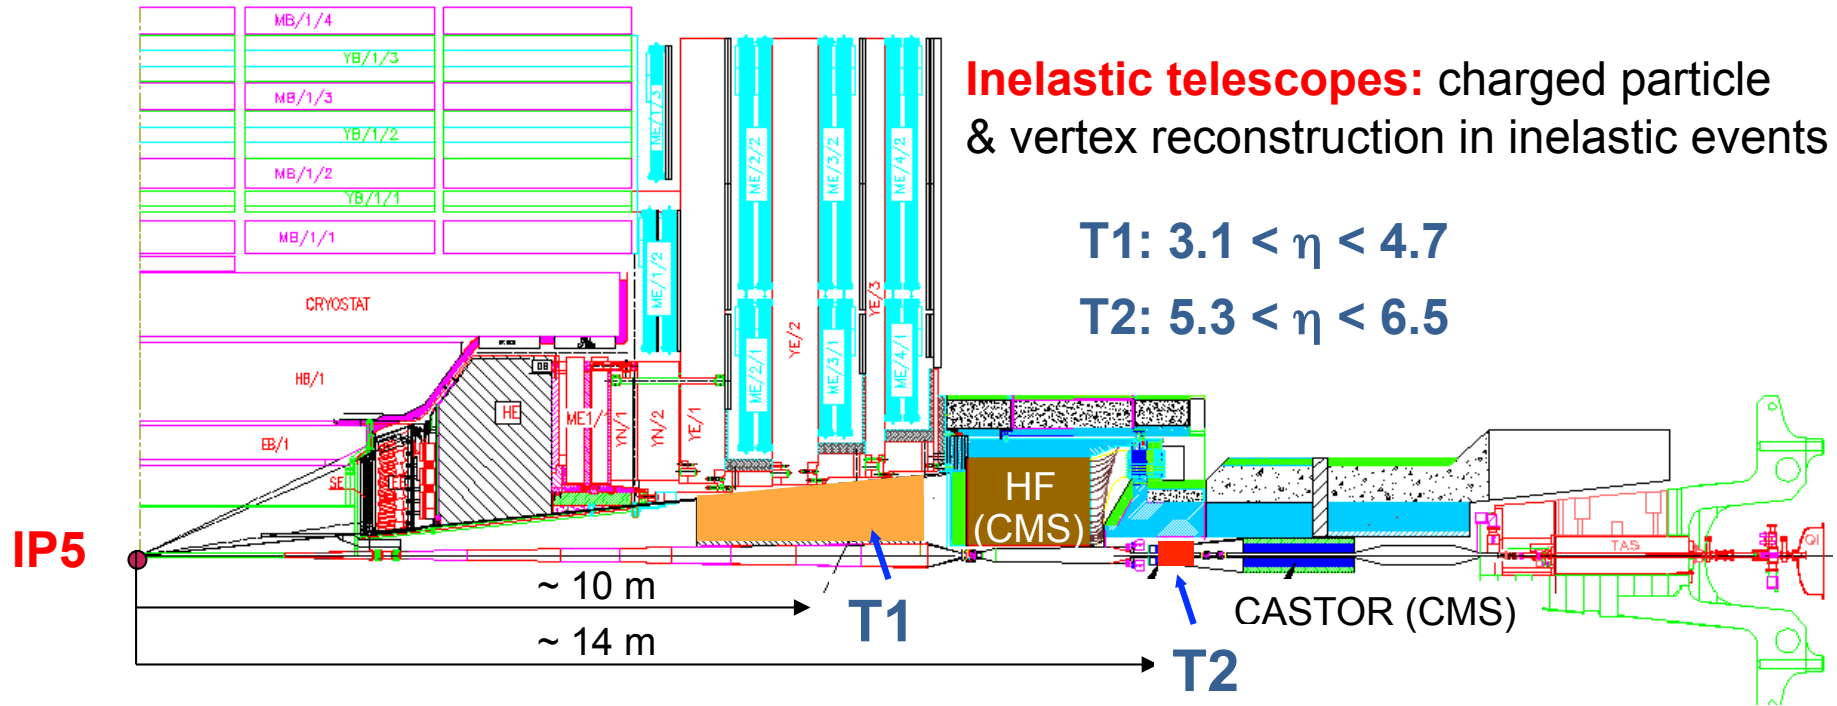 MB/1/4
YB/1/3
MB/1/3
YB/1/2
MB/1/2
YB/1/1
MB/1/1
CRYOSTAT
HB/1
EB/1
SE
HE
ME/1/3
ME/1/2
YN/1
YN/2
YE/1
ME/2/2
ME/2/1
YE/2
ME/3/2
ME/3/1
YE/3
ME/4/2
ME/4/1
Inelastic telescopes: charged particle
& vertex reconstruction in inelastic events
T1: 3.1 < η < 4.7
T2: 5.3 < η < 6.5
HF
(CMS)
TAS
Q1
IP5
~ 10 m
T1
CASTOR (CMS)
~ 14 m
T2